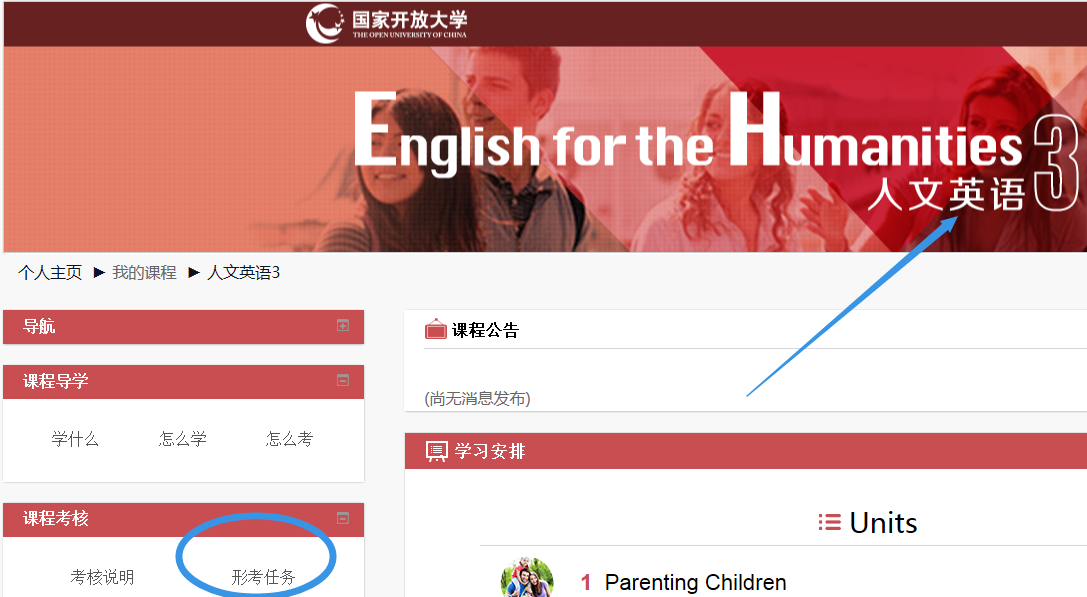 国家开放大学
THE OPEN UNIVERSITY OF CHINA
English for the Humanities 3
人文英语
个人主页 ► 我的课程 ► 人文英语3
导航
课程导学
学什么 怎么学 怎么考
课程考核
考核说明 形考任务
课程公告
(尚无消息发布)
学习安排
Units
1 Parenting Children